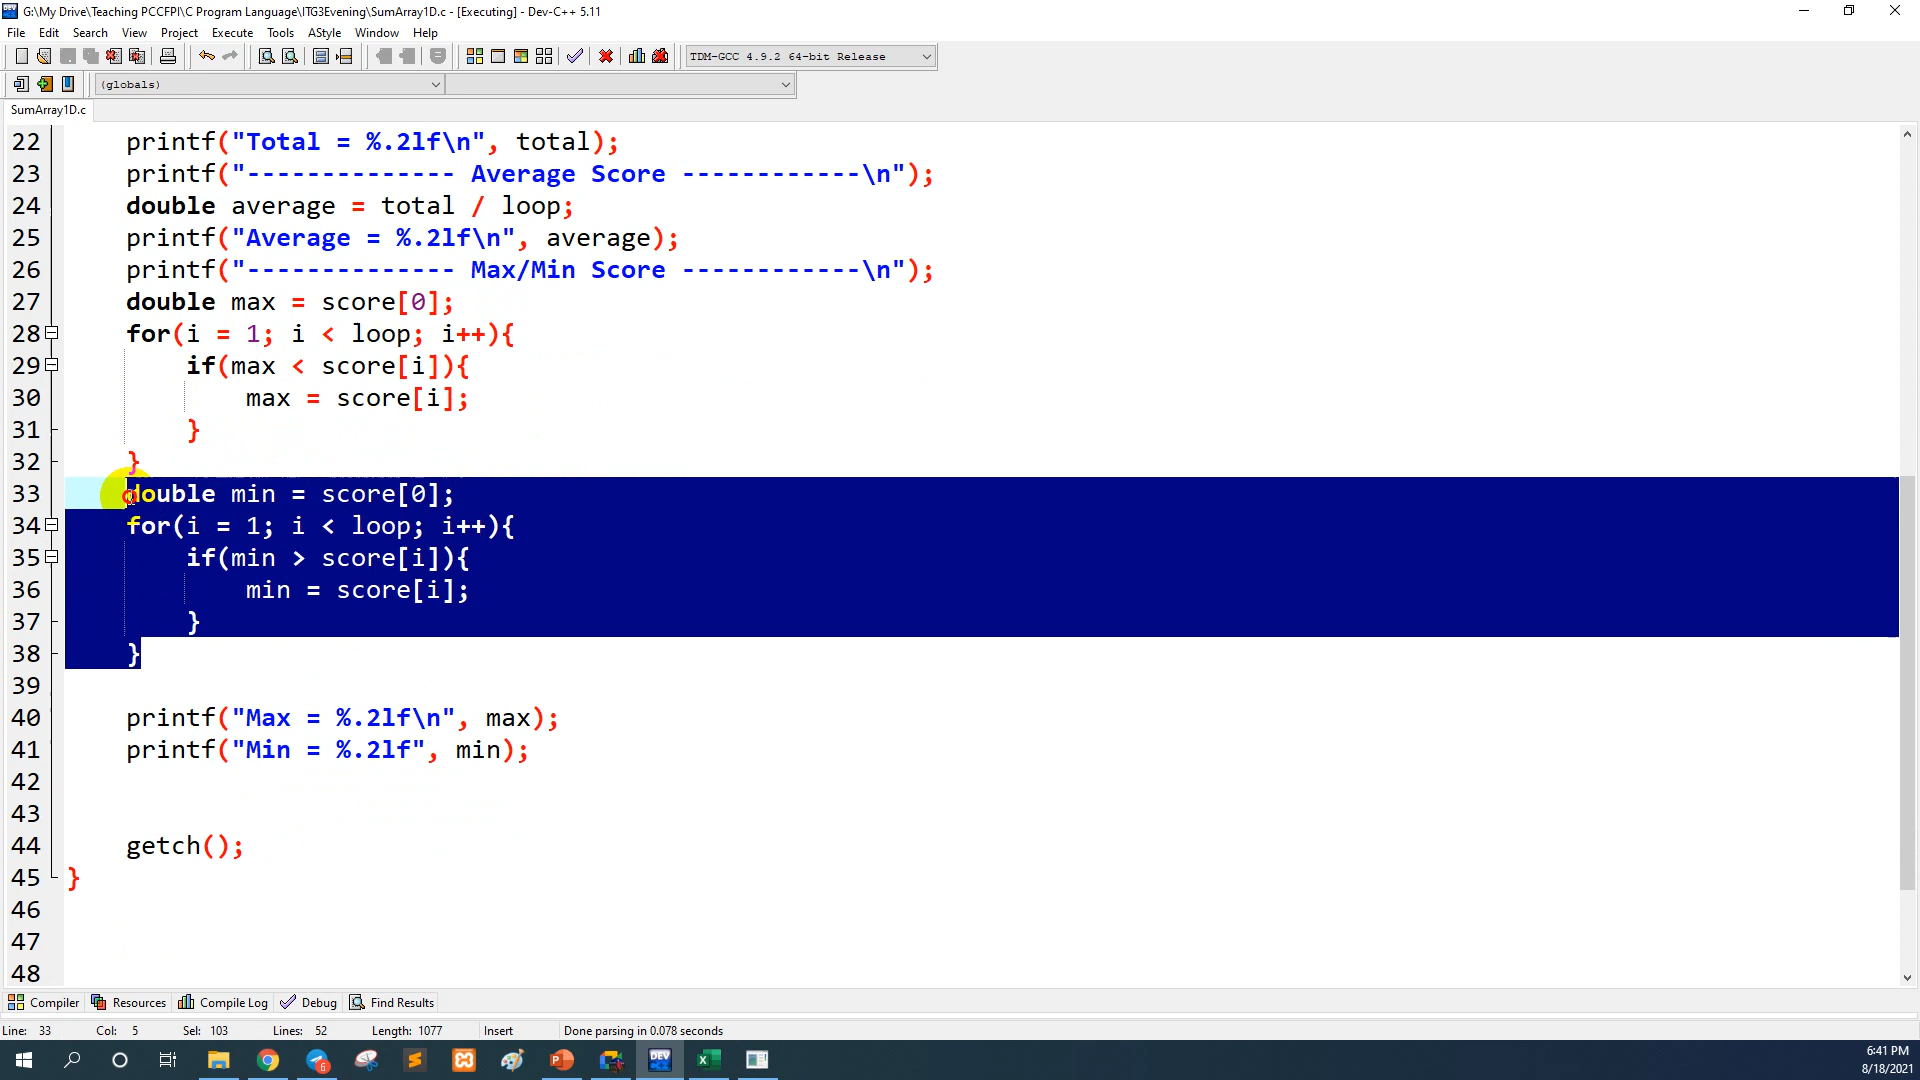 G:\My Drive\Teaching PCCFPI\C Program Language\ITG3Evening\SumArray1D.c - [Executing] - Dev-C++ 5.11
File Edit Search View Project Execute Tools AStyle Window Help
TDM-GCC 4.9.2 64-bit Release
(globals)
SumArray1D.c
22 printf("Total = %.2lf\n", total);
23 printf("-------------- Average Score ------------\n");
24 double average = total / loop;
25 printf("Average = %.2lf\n", average);
26 printf("-------------- Max/Min Score ------------\n");
27 double max = score[0];
28 for(i = 1; i < loop; i++){
29 if(max < score[i]){
30 max = score[i];
31 }
32 }
33 double min = score[0];
34 for(i = 1; i < loop; i++){
35 if(min > score[i]){
36 min = score[i];
37 }
38 }
39
40 printf("Max = %.2lf\n", max);
41 printf("Min = %.2lf", min);
42
43
44 getch();
45 }
46
47
48
Compiler Resources Compile Log Debug Find Results
Line: 33 Col: 5 Sel: 103 Lines: 52 Length: 1077 Insert Done parsing in 0.078 seconds
6:41 PM
8/18/2021